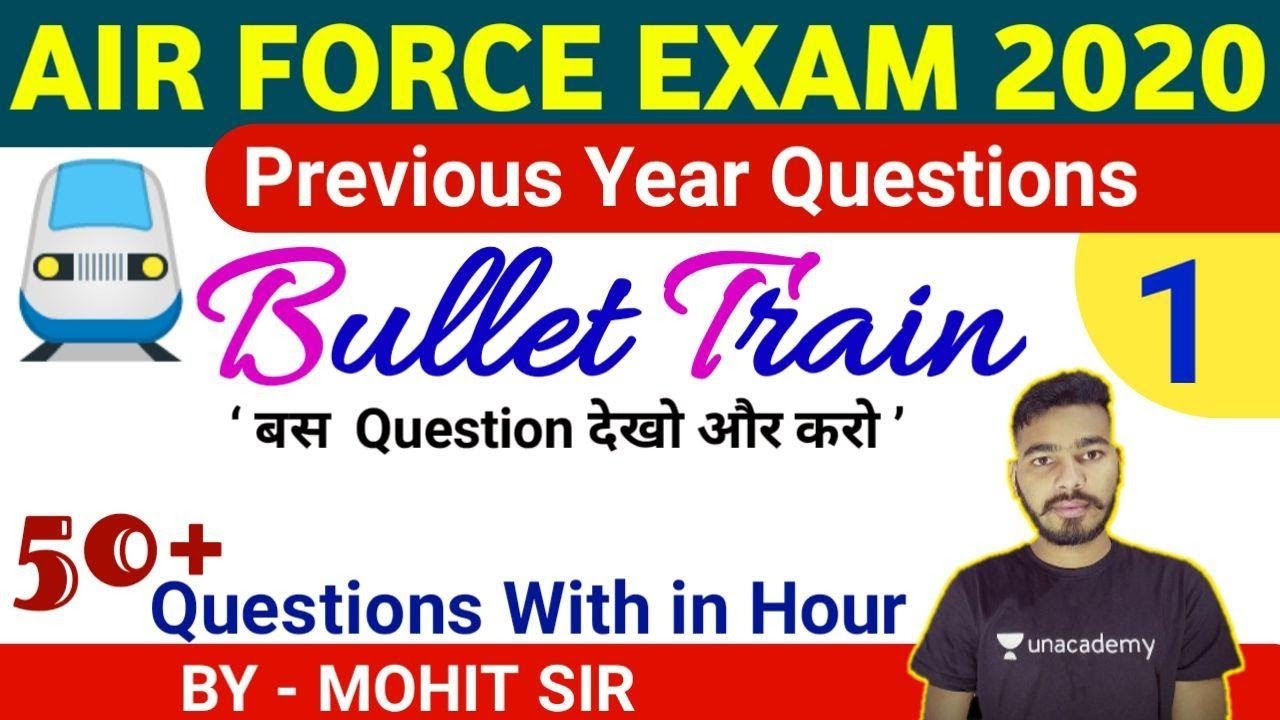 AIR FORCE EXAM 2020
Previous Year Questions
Bullet Train
1
‘ बस Question देखो और करो ’
50+
Questions With in Hour
unacademy
BY - MOHIT SIR